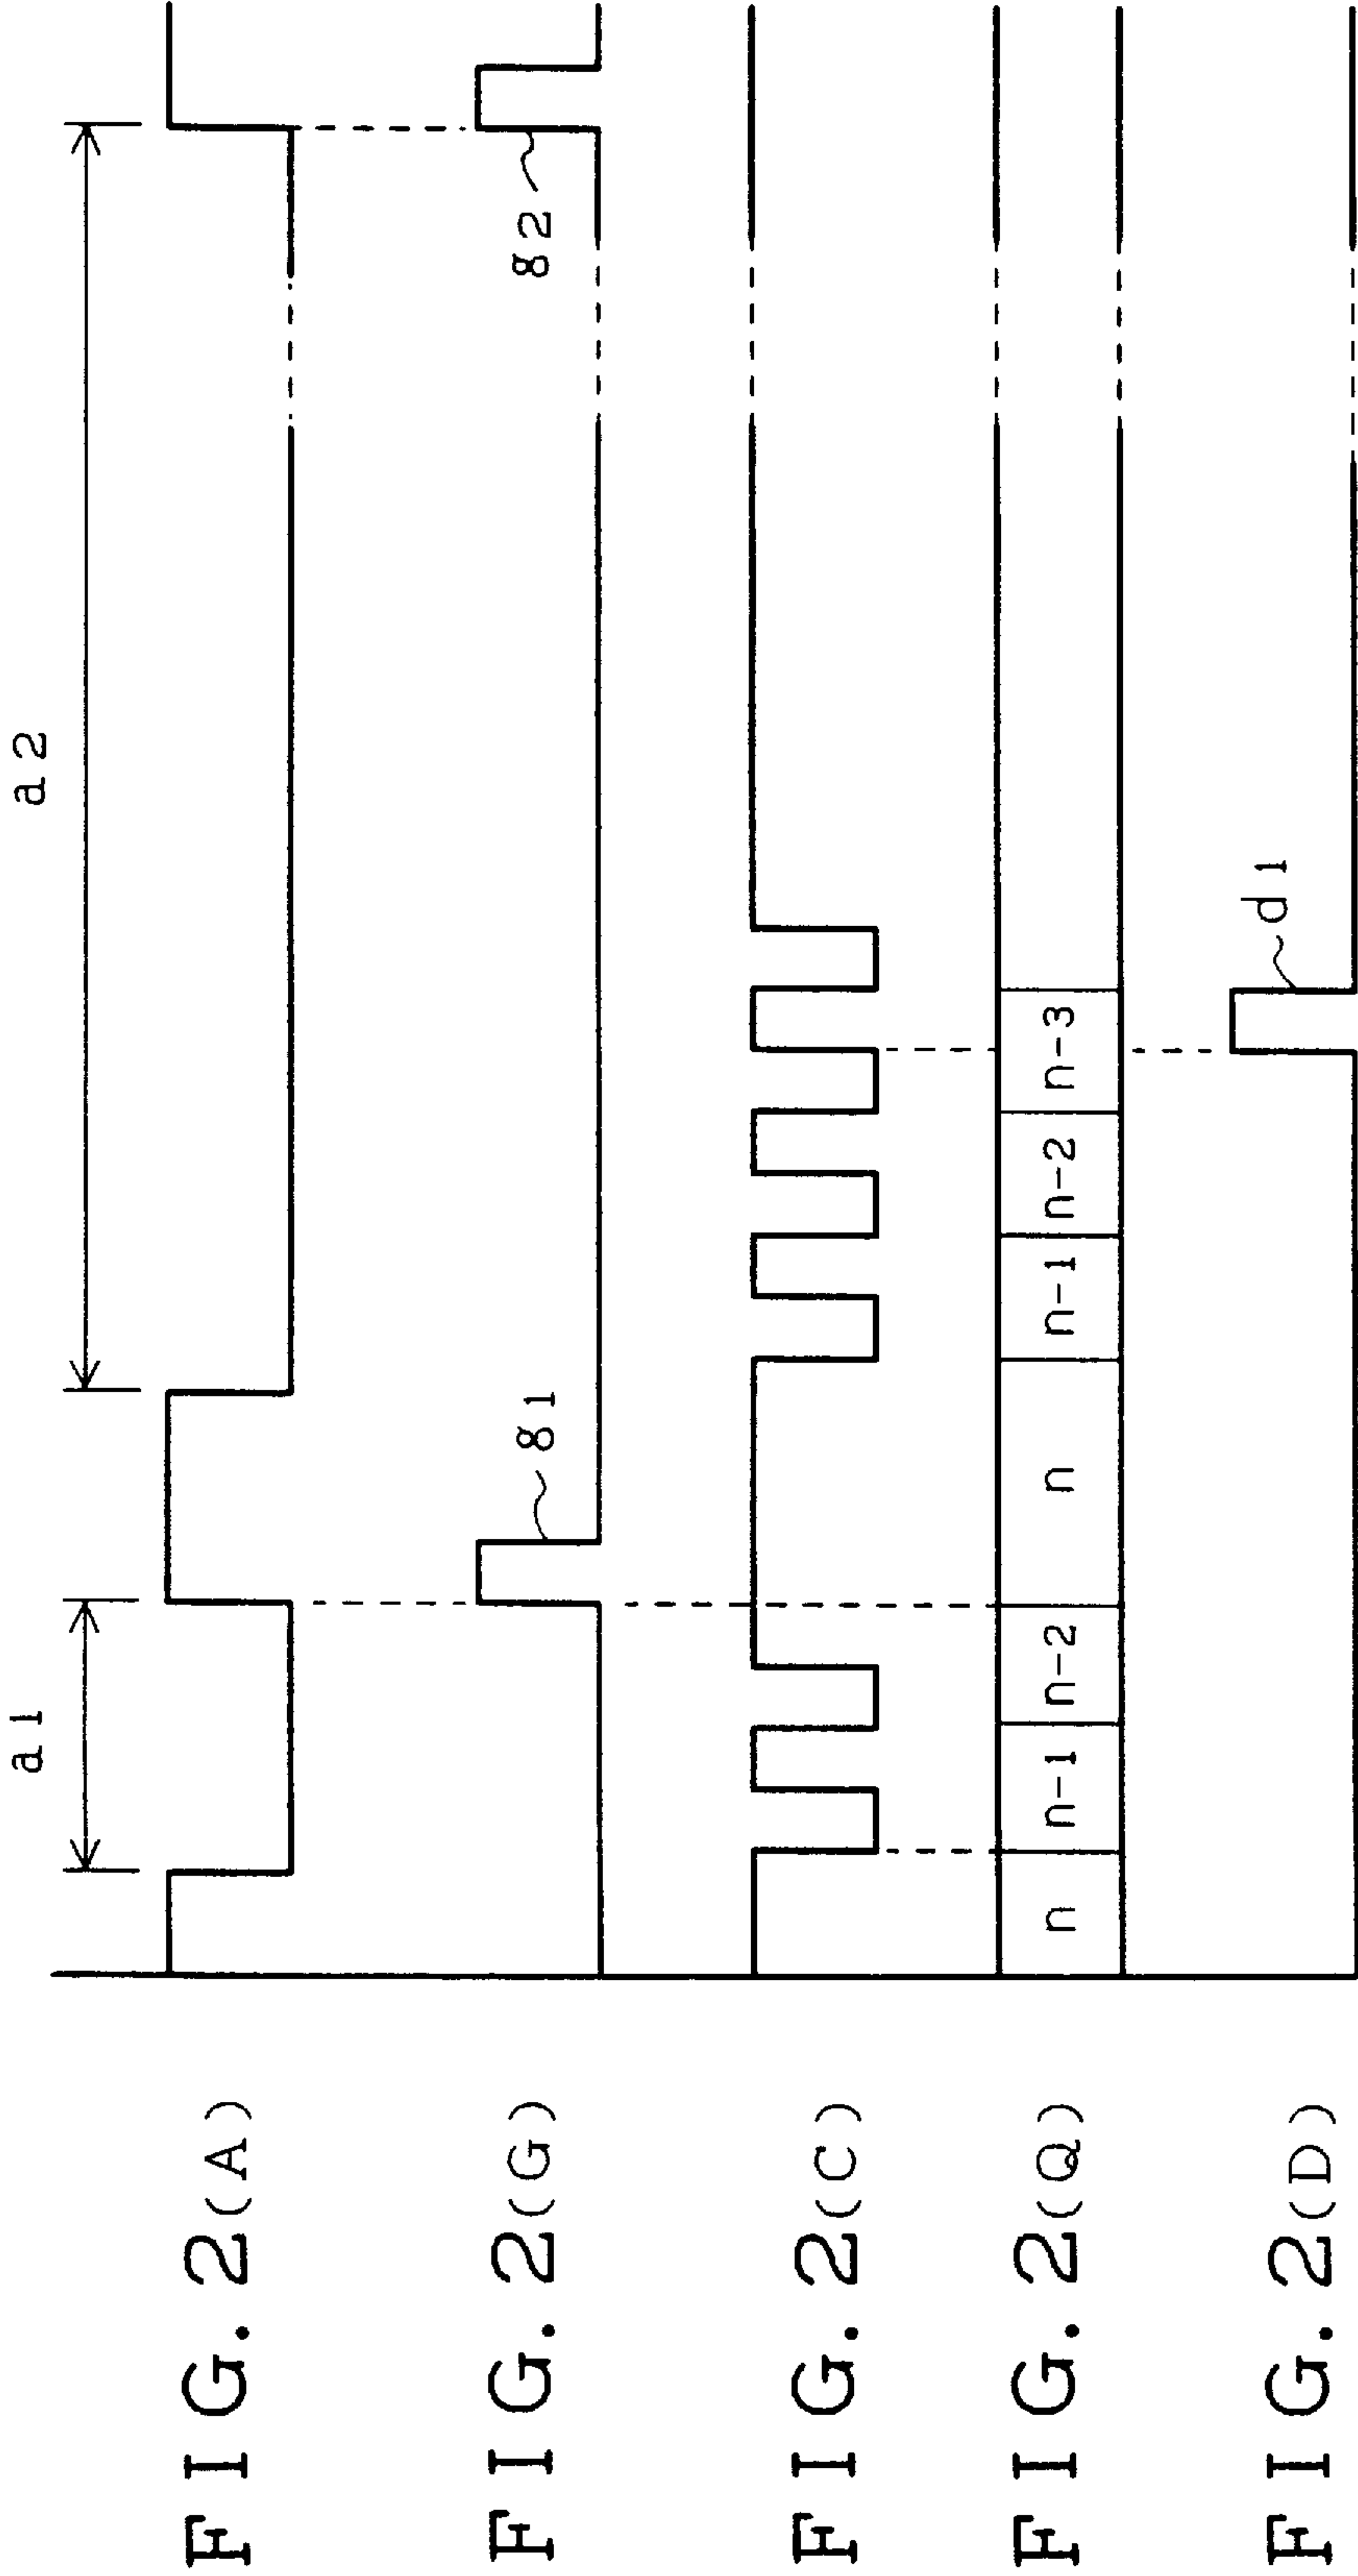 a1 a2
FIG. 2(A)
FIG. 2(G) g1 g2
FIG. 2(C)
FIG. 2(Q) n n-1 n-2 n n-1 n-2 n-3
FIG. 2(D) d1